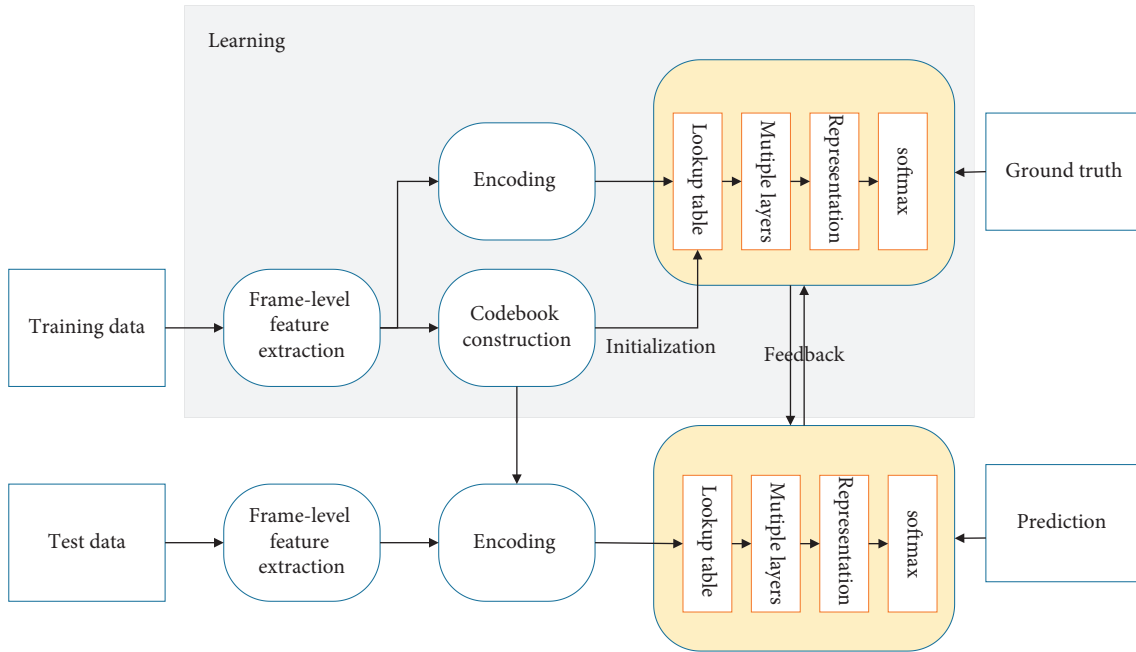 Learning
Encoding
Lookup table
Mutiple layers
Representation
softmax
Ground truth
Training data
Frame-level
feature
extraction
Codebook
construction
Initialization
Feedback
Test data
Frame-level
feature
extraction
Encoding
Lookup table
Mutiple layers
Representation
softmax
Prediction